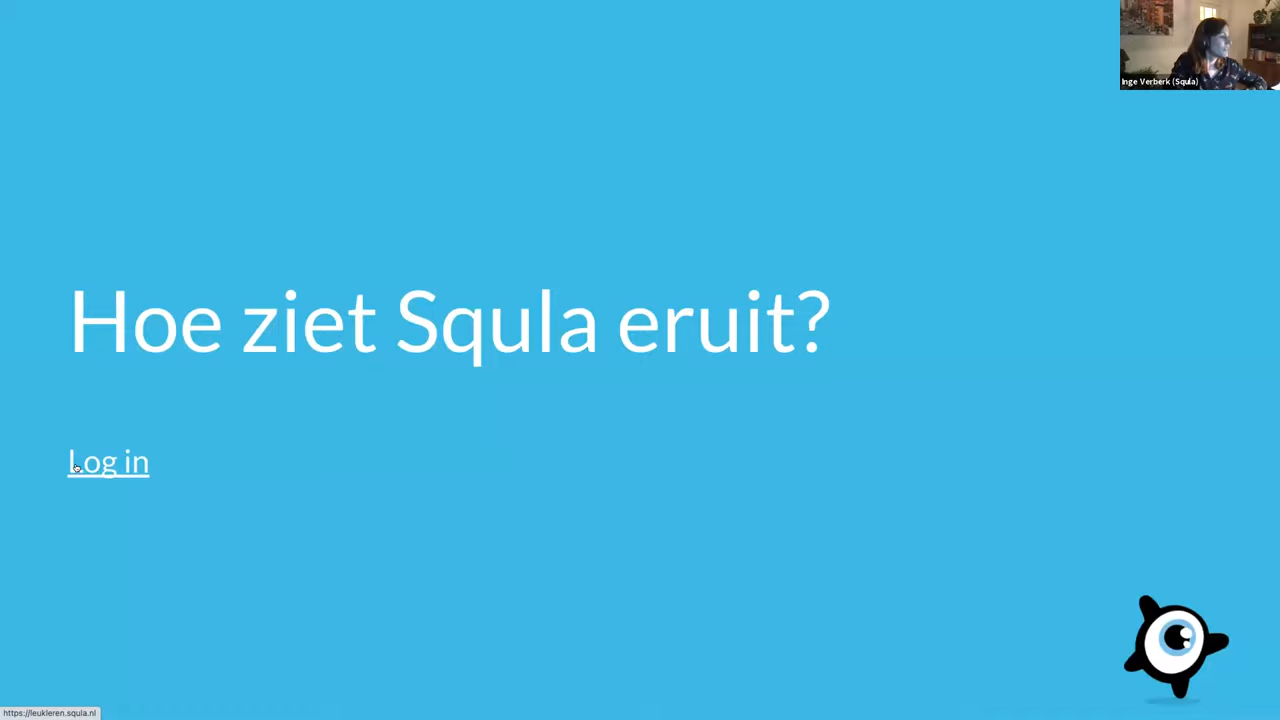 Inge Verberk (Squla)
Hoe ziet Squla eruit?
Log in
https://leukleren.squla.nl